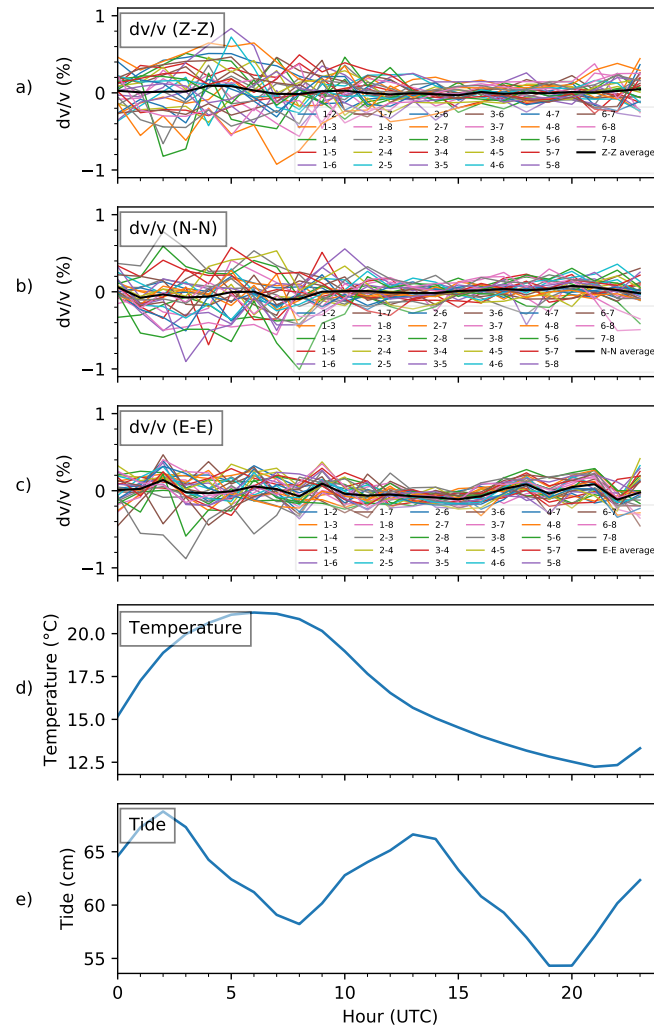 dv/v (Z-Z)
a)
dv/v (%)
1
0
−1
1-2 1-7 2-6 3-6 4-7 6-7
1-3 1-8 2-7 3-7 4-8 6-8
1-4 2-3 2-8 3-8 5-6 7-8
1-5 2-4 3-4 4-5 5-7 Z-Z average
1-6 2-5 3-5 4-6 5-8
dv/v (N-N)
b)
dv/v (%)
1
0
−1
1-2 1-7 2-6 3-6 4-7 6-7
1-3 1-8 2-7 3-7 4-8 6-8
1-4 2-3 2-8 3-8 5-6 7-8
1-5 2-4 3-4 4-5 5-7 N-N average
1-6 2-5 3-5 4-6 5-8
dv/v (E-E)
c)
dv/v (%)
1
0
−1
1-2 1-7 2-6 3-6 4-7 6-7
1-3 1-8 2-7 3-7 4-8 6-8
1-4 2-3 2-8 3-8 5-6 7-8
1-5 2-4 3-4 4-5 5-7 E-E average
1-6 2-5 3-5 4-6 5-8
Temperature
d)
Temperature (°C)
20.0
17.5
15.0
12.5
Tide
e)
Tide (cm)
65
60
55
0 5 10 15 20
Hour (UTC)